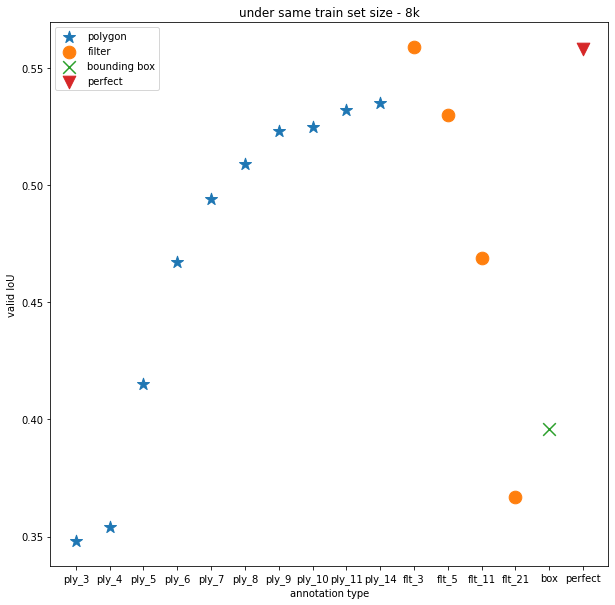 under same train set size - 8k
polygon
filter
bounding box
perfect
valid IoU
0.55
0.50
0.45
0.40
0.35
ply_3 ply_4 ply_5 ply_6 ply_7 ply_8 ply_9 ply_10 ply_11 ply_14 flt_3 flt_5 flt_11 flt_21 box perfect
annotation type